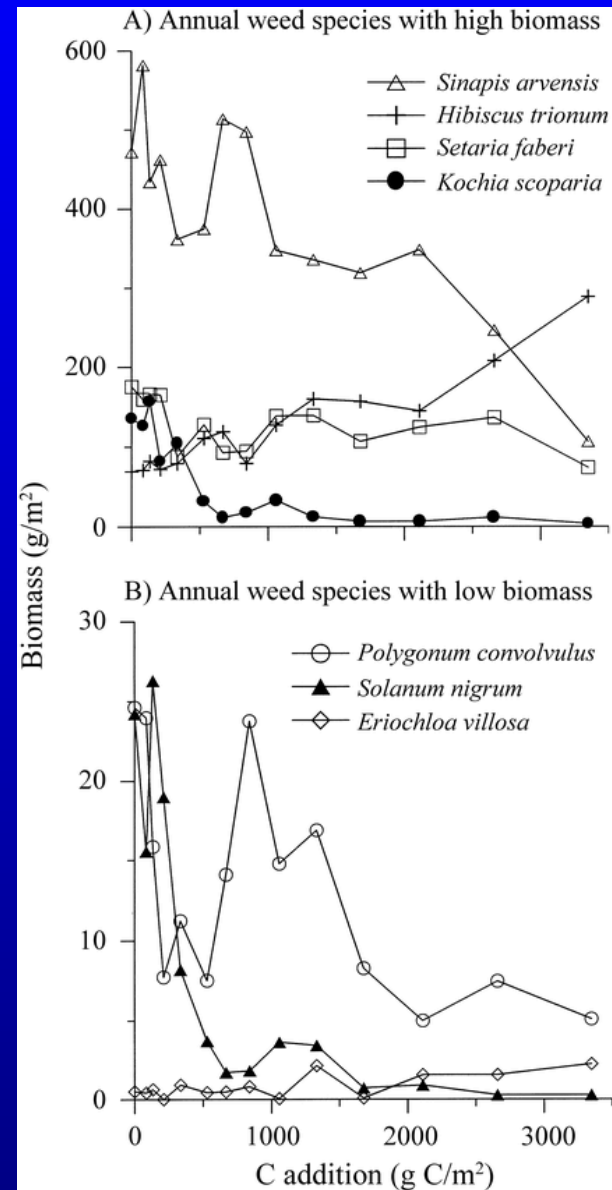 A) Annual weed species with high biomass
600
400
200
0
Sinapis arvensis
Hibiscus trionum
Setaria faberi
Kochia scoparia
Biomass (g/m²)
B) Annual weed species with low biomass
30
20
10
0
Polygonum convolvulus
Solanum nigrum
Eriochloa villosa
0 1000 2000 3000
C addition (g C/m²)